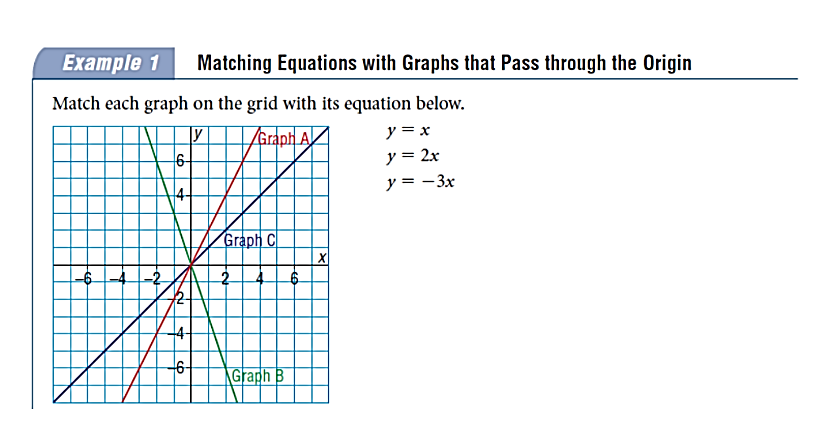 Example 1 Matching Equations with Graphs that Pass through the Origin
Match each graph on the grid with its equation below.
y = x
y = 2x
y = −3x
y Graph A
6
4
Graph C
x
−6 −4 −2 2 4 6
−2
−4
−6
Graph B